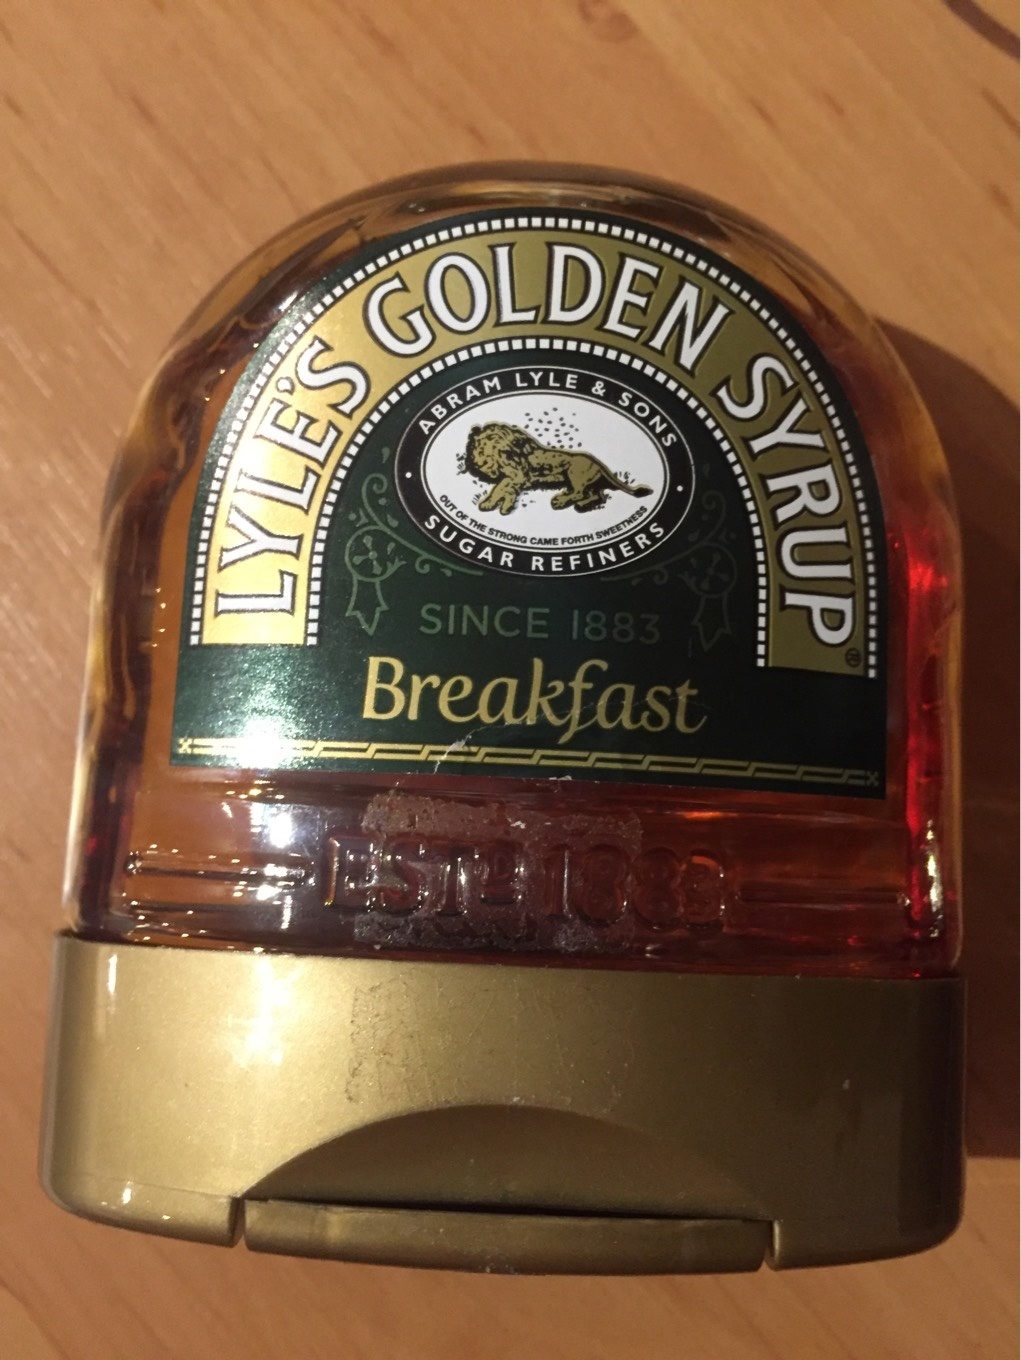 LYLE'S GOLDEN SYRUP®
ABRAM LYLE & SONS
OUT OF THE STRONG CAME FORTH SWEETNESS
SUGAR REFINERS
SINCE 1883
Breakfast
ESTD 1883